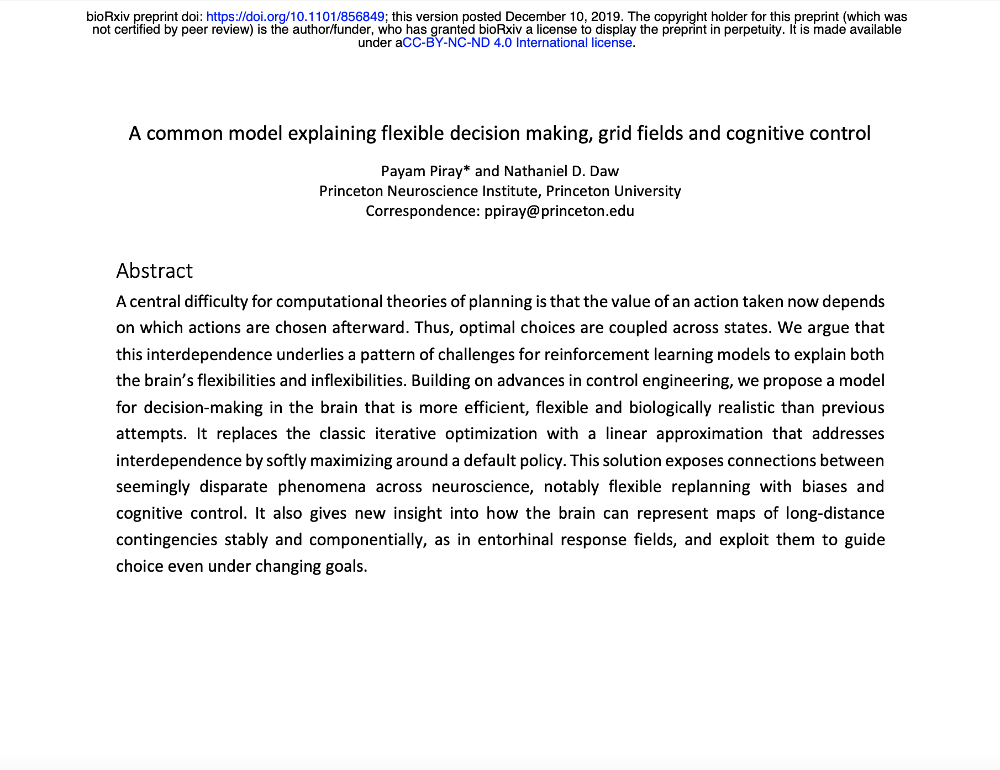 bioRxiv preprint doi: https://doi.org/10.1101/856849; this version posted December 10, 2019. The copyright holder for this preprint (which was
not certified by peer review) is the author/funder, who has granted bioRxiv a license to display the preprint in perpetuity. It is made available
under aCC-BY-NC-ND 4.0 International license.
A common model explaining flexible decision making, grid fields and cognitive control
Payam Piray* and Nathaniel D. Daw
Princeton Neuroscience Institute, Princeton University
Correspondence: ppiray@princeton.edu
Abstract
A central difficulty for computational theories of planning is that the value of an action taken now depends
on which actions are chosen afterward. Thus, optimal choices are coupled across states. We argue that
this interdependence underlies a pattern of challenges for reinforcement learning models to explain both
the brain’s flexibilities and inflexibilities. Building on advances in control engineering, we propose a model
for decision-making in the brain that is more efficient, flexible and biologically realistic than previous
attempts. It replaces the classic iterative optimization with a linear approximation that addresses
interdependence by softly maximizing around a default policy. This solution exposes connections between
seemingly disparate phenomena across neuroscience, notably flexible replanning with biases and
cognitive control. It also gives new insight into how the brain can represent maps of long-distance
contingencies stably and componentially, as in entorhinal response fields, and exploit them to guide
choice even under changing goals.